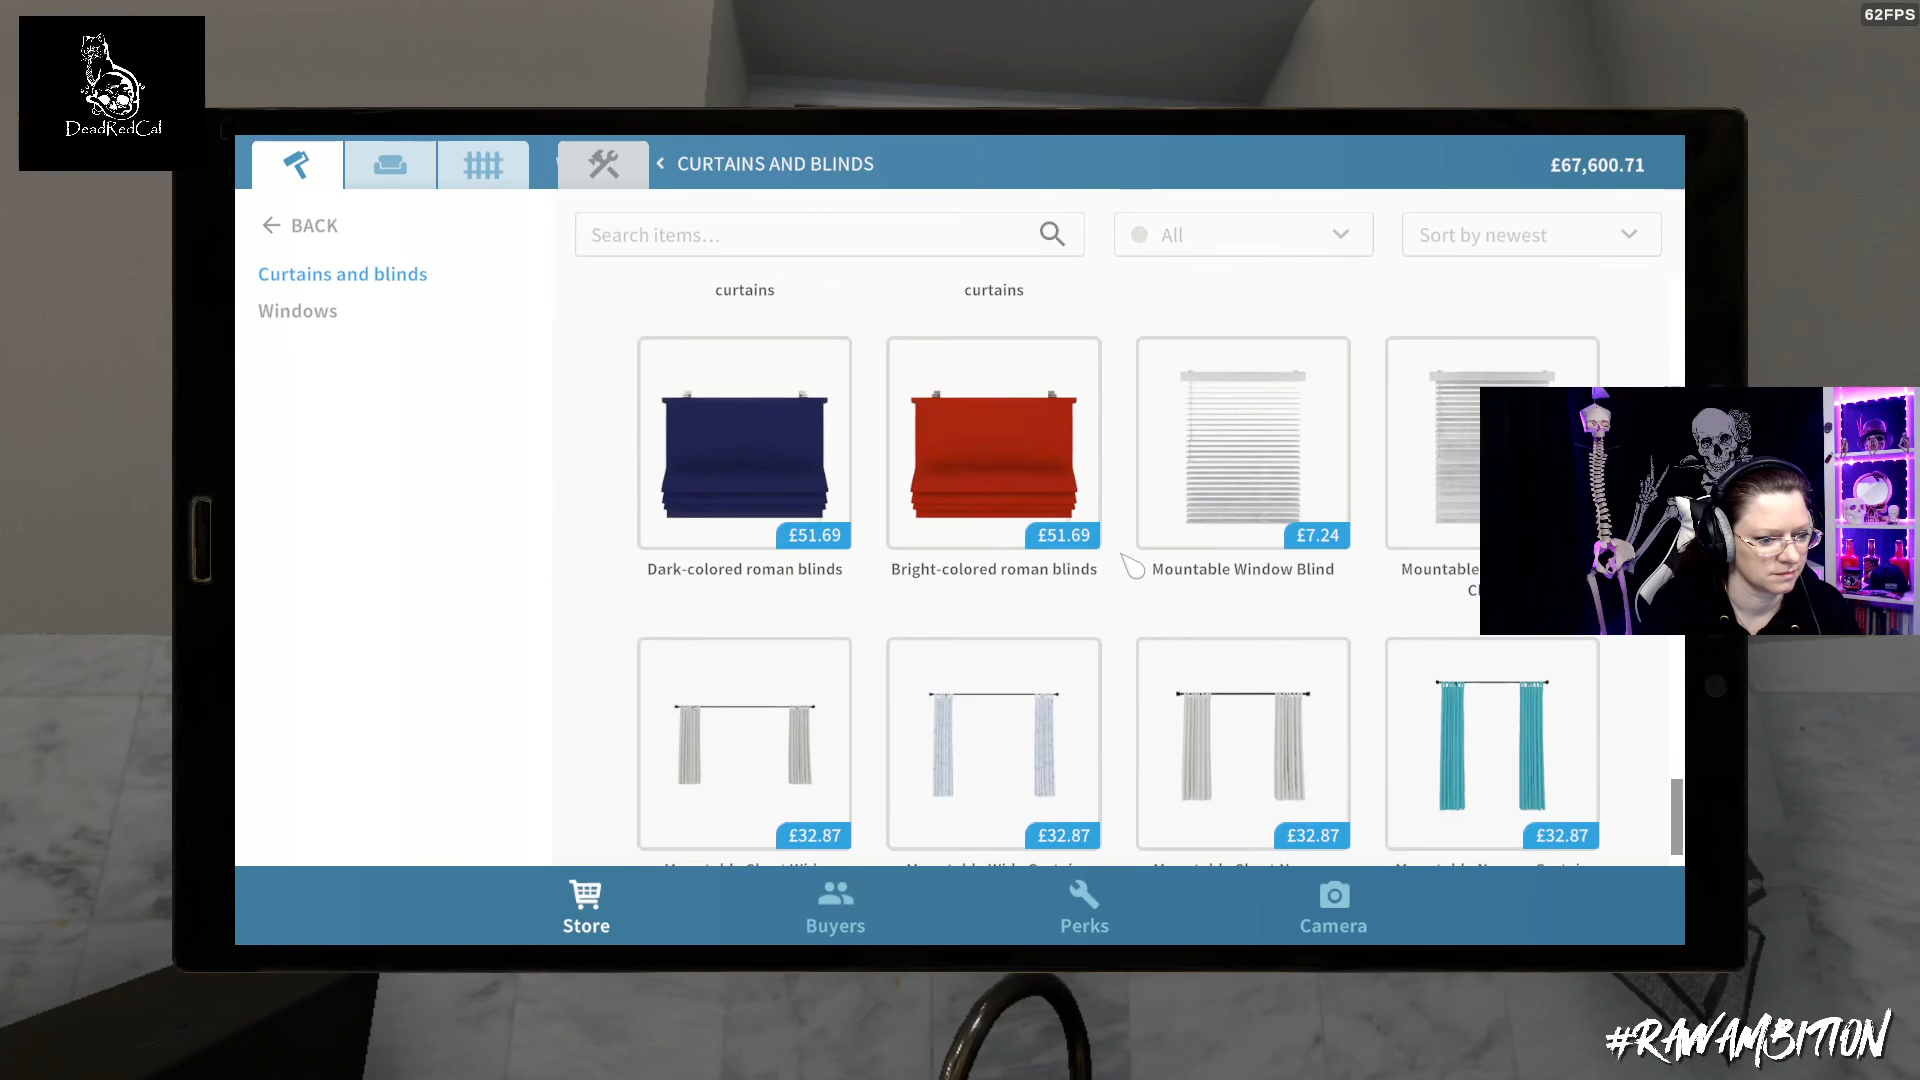 62FPS
DeadRedCal
CURTAINS AND BLINDS
£67,600.71
BACK
Search items...
All
Sort by newest
Curtains and blinds
Windows
curtains
curtains
£51.69
£51.69
£7.24
Dark-colored roman blinds
Bright-colored roman blinds
Mountable Window Blind
Mountable
£32.87
£32.87
£32.87
£32.87
Store
Buyers
Perks
Camera
#RAWAMBITION